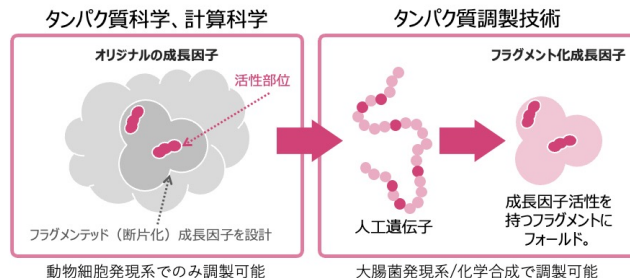 タンパク質科学、計算科学
タンパク質調製技術
オリジナルの成長因子
活性部位
フラグメンテッド（断片化）成長因子を設計
フラグメント化成長因子
人工遺伝子
成長因子活性を
持つフラグメントに
フォールド。
動物細胞発現系でのみ調製可能
大腸菌発現系/化学合成で調製可能